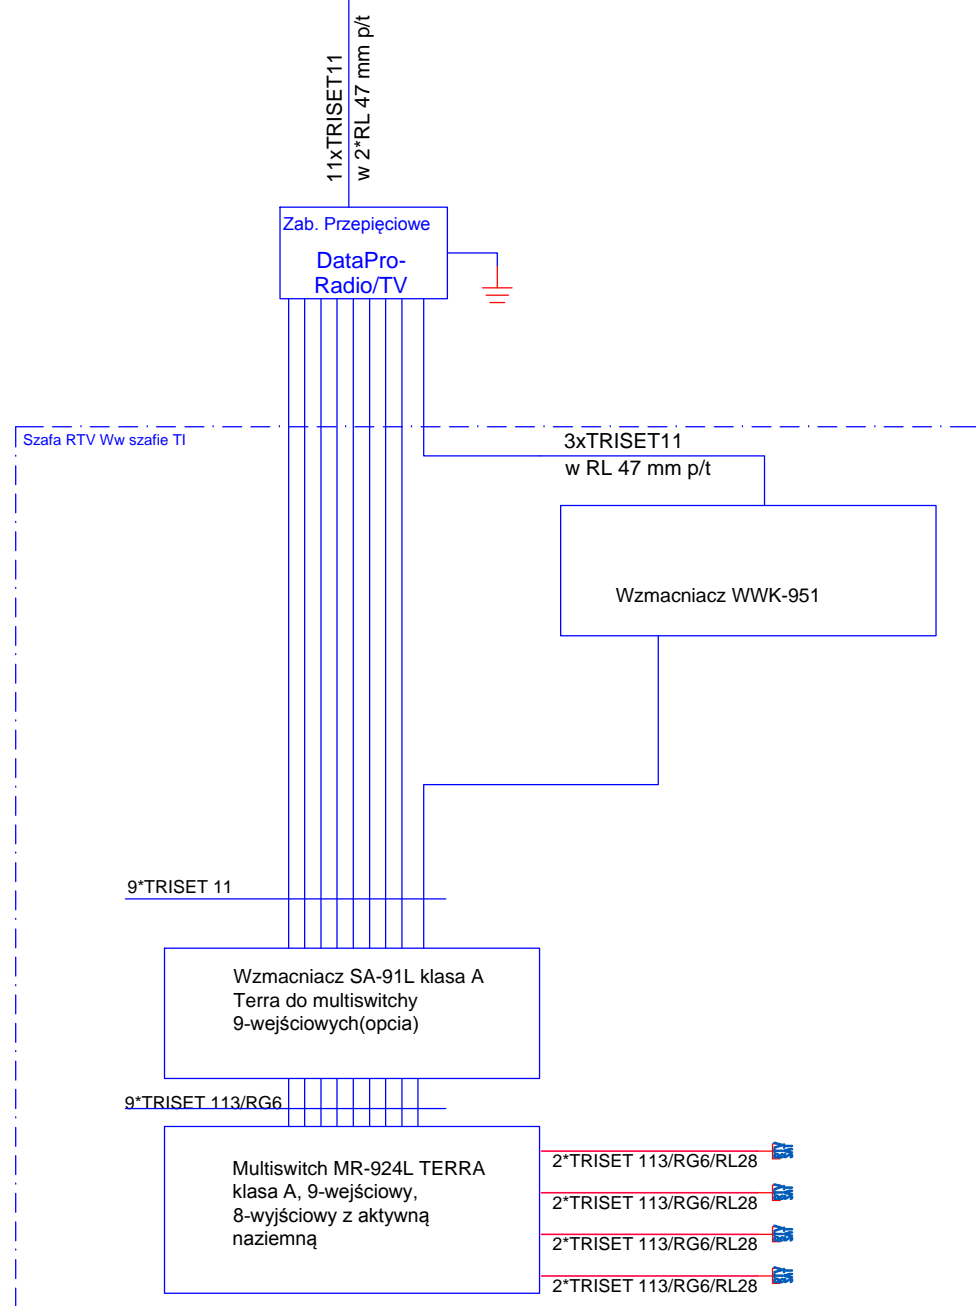 11xTRISET11
w 2*RL 47 mm p/t
Zab. Przepięciowe
DataPro-
Radio/TV
Szafa RTV Ww szafie TI
3xTRISET11
w RL 47 mm p/t
Wzmacniacz WWK-951
9*TRISET 11
Wzmacniacz SA-91L klasa A
Terra do multiswitchy
9-wejściowych(opcia)
9*TRISET 113/RG6
Multiswitch MR-924L TERRA
klasa A, 9-wejściowy,
8-wyjściowy z aktywną
naziemną
2*TRISET 113/RG6/RL28
2*TRISET 113/RG6/RL28
2*TRISET 113/RG6/RL28
2*TRISET 113/RG6/RL28